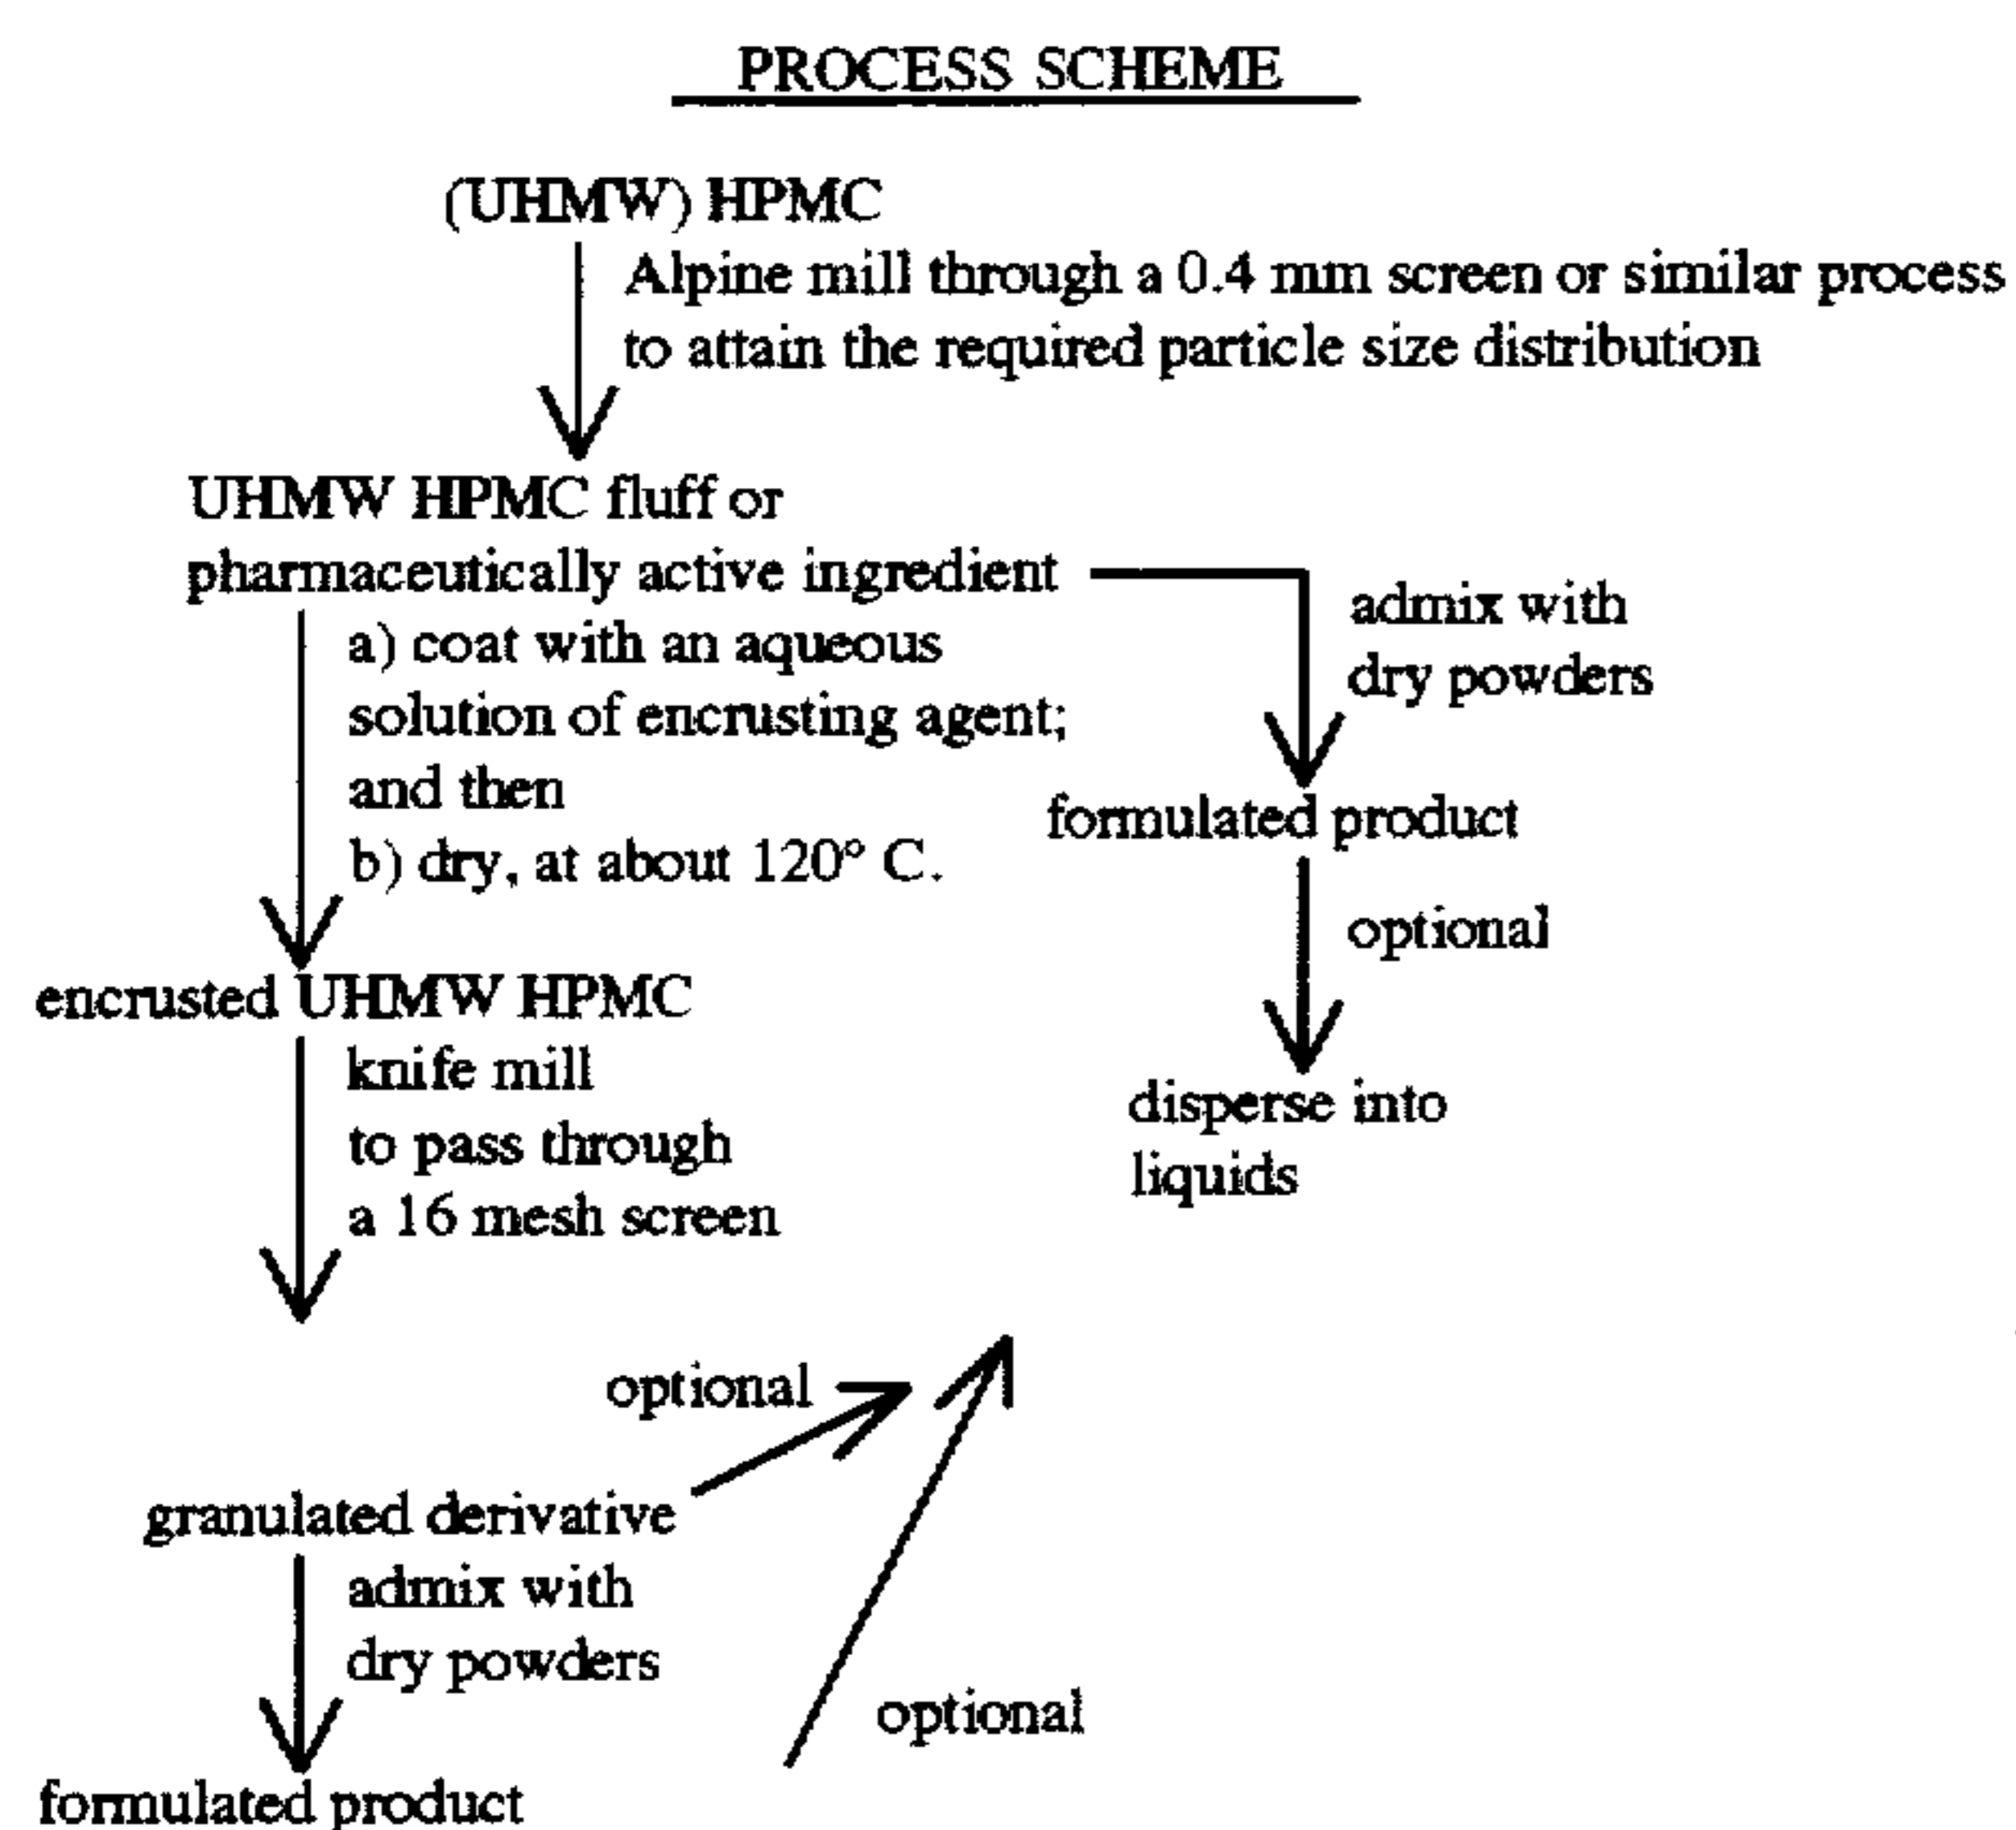 PROCESS SCHEME
(UHMW) HPMC
Alpine mill through a 0.4 mm screen or similar process
to attain the required particle size distribution
UHMW HPMC fluff or
pharmaceutically active ingredient
a) coat with an aqueous
solution of encrusting agent;
and then
b) dry, at about 120° C.
admix with
dry powders
formulated product
optional
disperse into
liquids
encrusted UHMW HPMC
knife mill
to pass through
a 16 mesh screen
optional
granulated derivative
admix with
dry powders
optional
formulated product